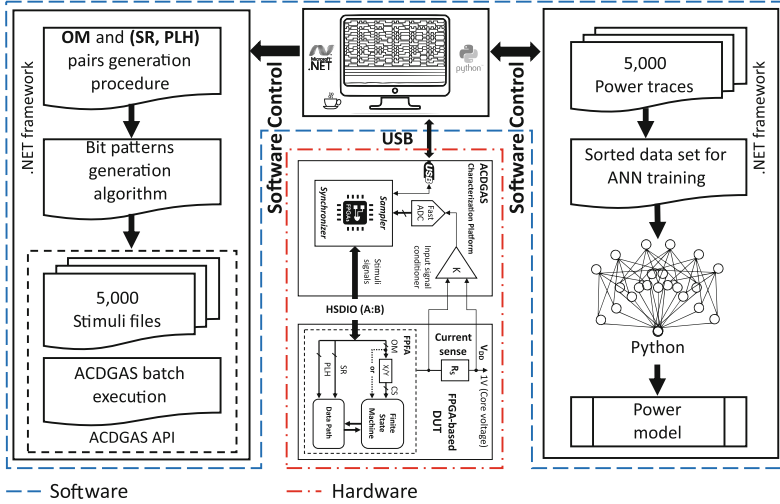 .NET framework
OM and (SR, PLH)
pairs generation
procedure
Bit patterns
generation
algorithm
5,000
Stimuli files
ACDGAS batch
execution
ACDGAS API
Software Control
Microsoft
.NET
python
Software Control
USB
USB
ACDGAS
Characterization Platform
Synchronizer
Sampler
FPGA
Fast
ADC
Input signal
conditioner
K
Stimuli
signals
HSDIO (A:B)
FPFA
OM
X/Y
or
CS
PLH
SR
Data Path
Finite
State
Machine
Current
sense
RS
VDD
1V (Core voltage)
FPGA-based
DUT
5,000
Power traces
Sorted data set for
ANN training
Python
Power
model
.NET framework
Software
Hardware